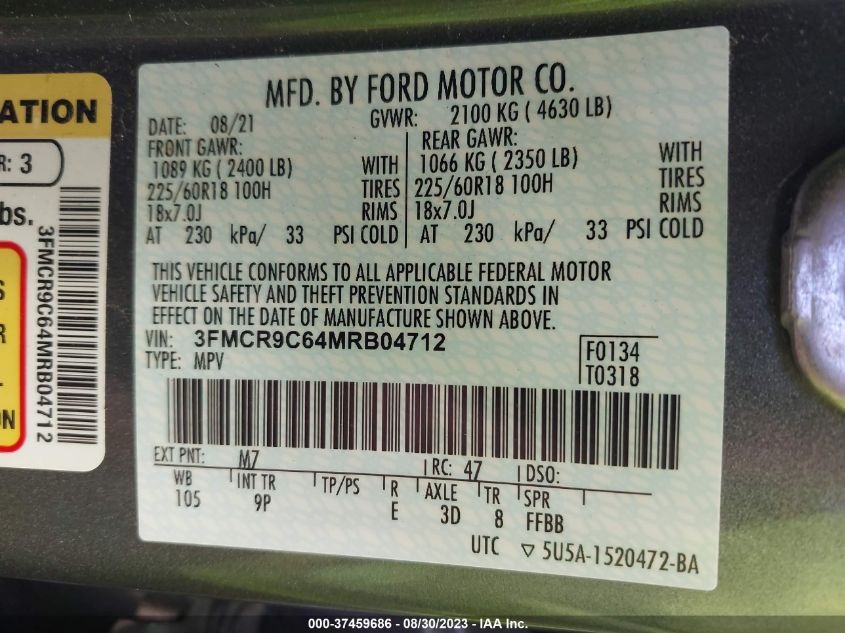 ATION
R: 3
bs.
S
R
L
ON
3FMCR9C64MRB04712
MFD. BY FORD MOTOR CO.
DATE: 08/21 GVWR: 2100 KG ( 4630 LB)
FRONT GAWR: REAR GAWR:
1089 KG ( 2400 LB) WITH 1066 KG ( 2350 LB) WITH
225/60R18 100H TIRES 225/60R18 100H TIRES
18x7.0J RIMS 18x7.0J RIMS
AT 230 kPa/ 33 PSI COLD AT 230 kPa/ 33 PSI COLD
THIS VEHICLE CONFORMS TO ALL APPLICABLE FEDERAL MOTOR
VEHICLE SAFETY AND THEFT PREVENTION STANDARDS IN
EFFECT ON THE DATE OF MANUFACTURE SHOWN ABOVE.
VIN: 3FMCR9C64MRB04712
TYPE: MPV
F0134
T0318
EXT PNT: M7 RC: 47 DSO:
WB INT TR TP/PS R AXLE TR SPR
105 9P E 3D 8 FFBB
UTC ▽ 5U5A-1520472-BA
000-37459686 - 08/30/2023 - IAA Inc.